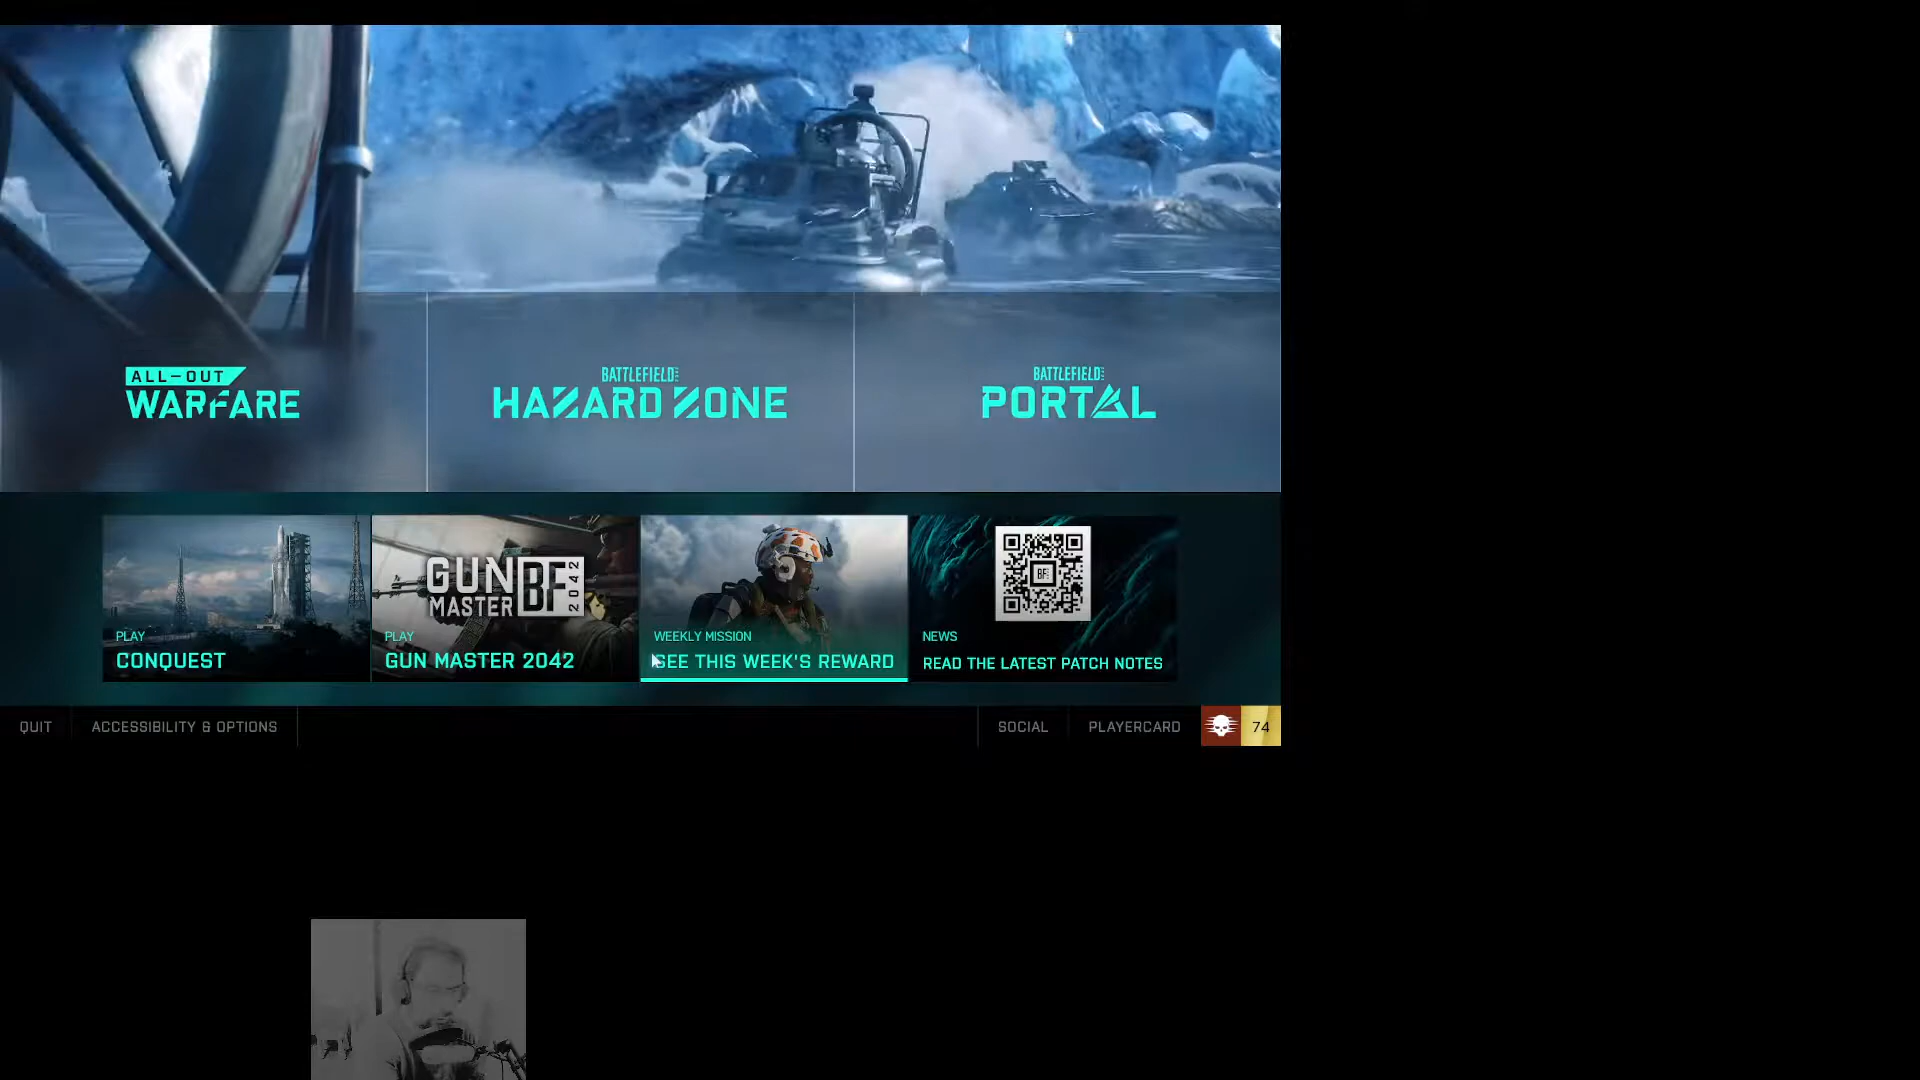 ALL-OUT
WARFARE
BATTLEFIELD
HAZARD ZONE
BATTLEFIELD
PORTAL
PLAY
CONQUEST
GUN
MASTER
BF
2042
PLAY
GUN MASTER 2042
WEEKLY MISSION
SEE THIS WEEK'S REWARD
BF
NEWS
READ THE LATEST PATCH NOTES
QUIT
ACCESSIBILITY & OPTIONS
SOCIAL
PLAYERCARD
74